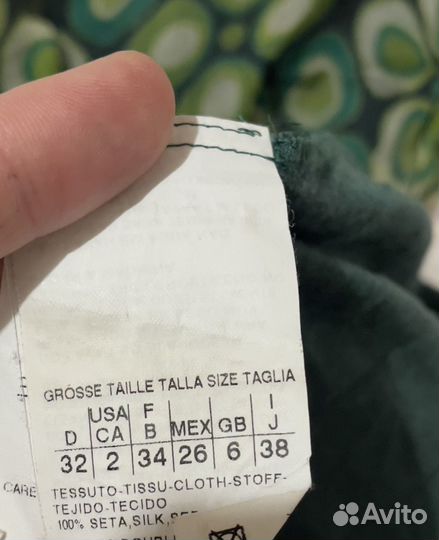 GRÖSSE TAILLE TALLA SIZE TAGLIA
D USA CA F B MEX GB I J
32 2 34 26 6 38
CARE
TESSUTO-TISSU-CLOTH-STOFF-
TEJIDO-TECIDO
100% SETA,SILK,
Avito